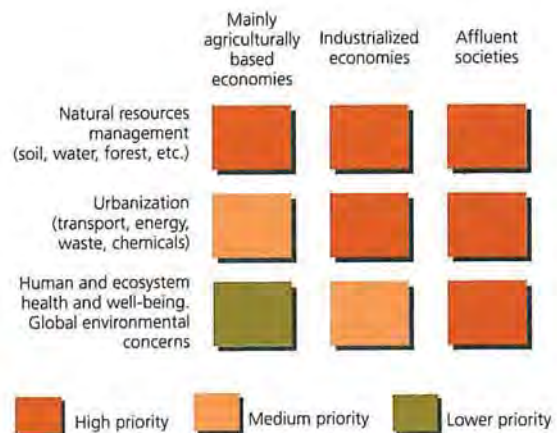 Mainly
agriculturally
based
economies
Industrialized
economies
Affluent
societies
Natural resources
management
(soil, water, forest, etc.)
Urbanization
(transport, energy,
waste, chemicals)
Human and ecosystem
health and well-being.
Global environmental
concerns
High priority
Medium priority
Lower priority